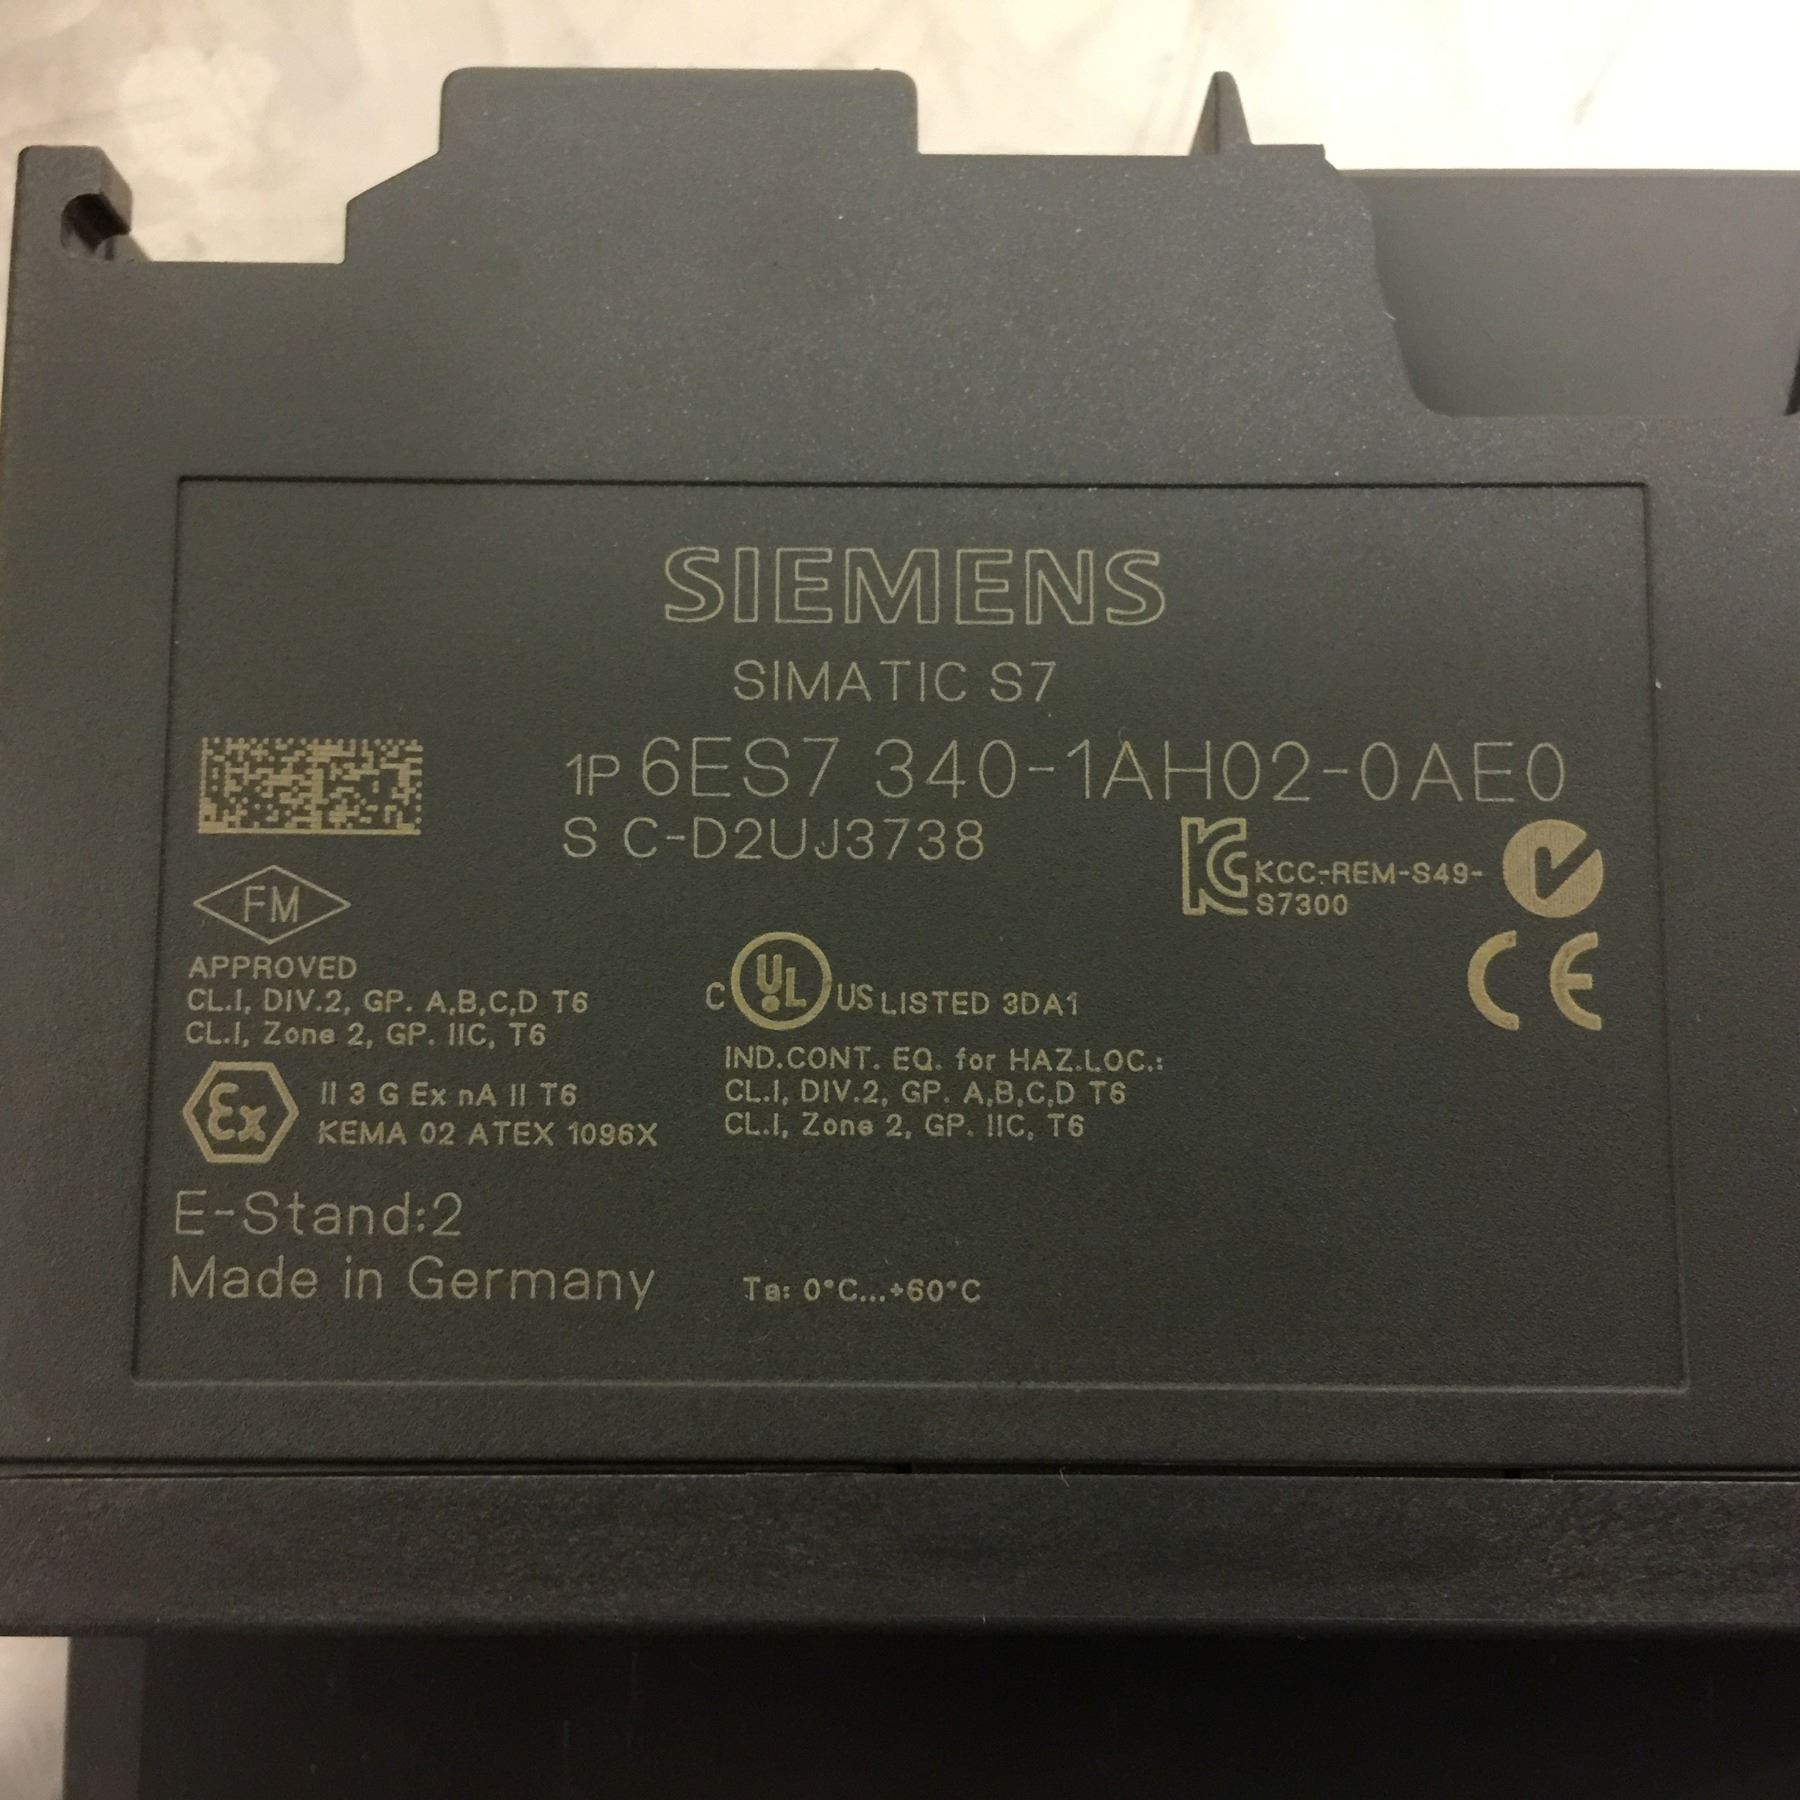 SIEMENS
SIMATIC S7
1P 6ES7 340-1AH02-0AE0
S C-D2UJ3738
KC KCC-REM-S49-
S7300
FM
APPROVED
CL.I, DIV.2, GP. A,B,C,D T6
CL.I, Zone 2, GP. IIC, T6
C UL US LISTED 3DA1
IND.CONT. EQ. for HAZ.LOC.:
CL.I, DIV.2, GP. A,B,C,D T6
CL.I, Zone 2, GP. IIC, T6
CE
Ex II 3 G Ex nA II T6
KEMA 02 ATEX 1096X
E-Stand:2
Made in Germany
Ta: 0°C...+60°C